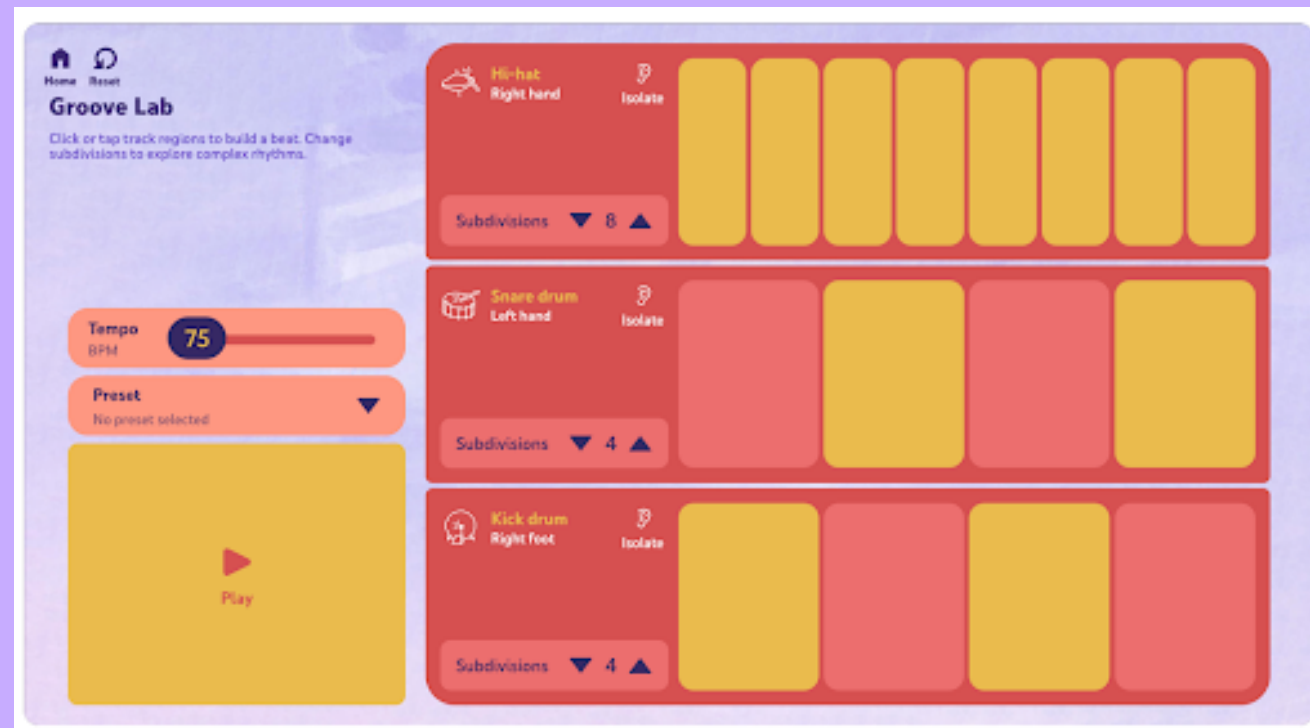 Home Reset
Groove Lab
Click or tap track regions to build a beat. Change
subdivisions to explore complex rhythms.
Tempo
BPM
75
Preset
No preset selected
Play
Hi-hat
Right hand
Isolate
Subdivisions 8
Snare drum
Left hand
Isolate
Subdivisions 4
Kick drum
Right foot
Isolate
Subdivisions 4